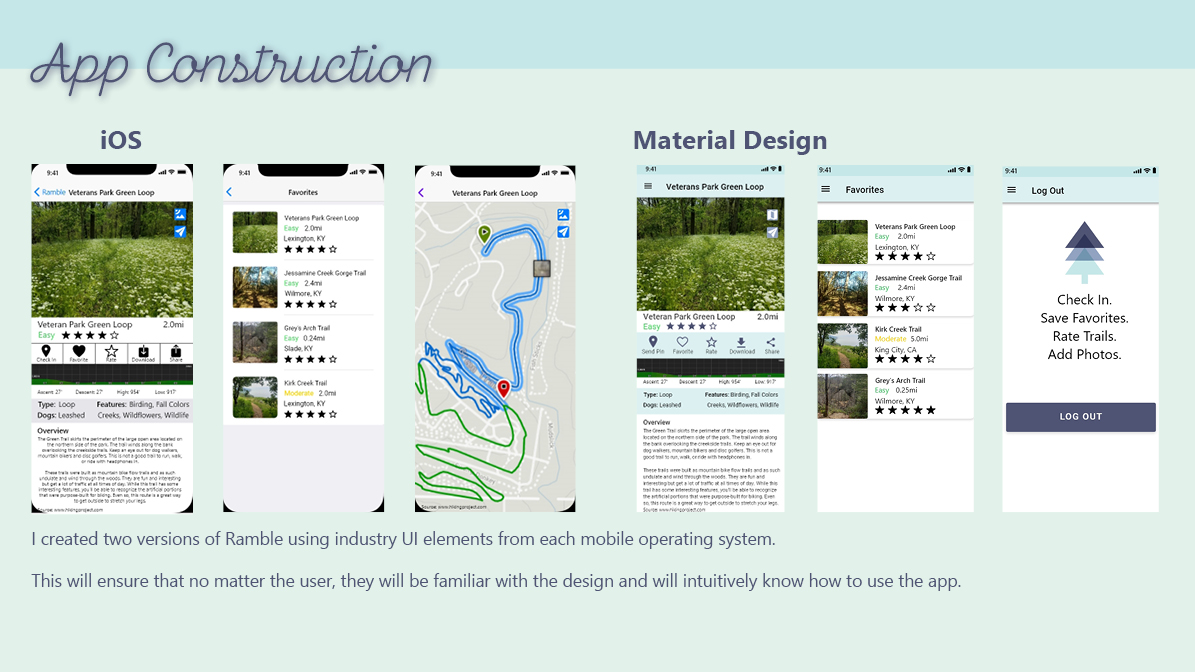 App Construction
iOS
Material Design
9:41
Ramble Veterans Park Green Loop
Veteran Park Green Loop 2.0mi
Easy
Check In Favorite Rate Download Share
Ascent: 27' Descent: 27' High: 954' Low: 917'
Type: Loop Features: Birding, Fall Colors
Dogs: Leashed Creeks, Wildflowers, Wildlife
Overview
The Green Trail skirts the perimeter of the large open area located on
the northern side of the park. The trail winds along the bank
overlooking the creekside trails. Keep an eye out for dog walkers,
mountain bikers and disc golfers. This is not a good trail to run, walk,
or ride with headphones in.
These trails were built as mountain bike flow trails and as such
undulate and wind through the woods. They are fun and interesting
but get a lot of traffic at all times of day. While this trail has some
interesting features, you'll be able to recognize the artificial portions
that were purpose-built for biking. Even so, this route is a great way
to get outside to stretch your legs.
Source: www.hikingproject.com
9:41
Favorites
Veterans Park Green Loop
Easy 2.0mi
Lexington, KY
Jessamine Creek Gorge Trail
Easy 2.4mi
Wilmore, KY
Grey's Arch Trail
Easy 0.24mi
Slade, KY
Kirk Creek Trail
Moderate 2.0mi
Lexington, KY
9:41
Veterans Park Green Loop
Source: www.hikingproject.com
9:41
Veterans Park Green Loop
Veteran Park Green Loop 2.0mi
Easy
Send Pin Favorite Rate Download Share
Ascent: 27' Descent: 27' High: 954' Low: 917'
Type: Loop Features: Birding, Fall Colors
Dogs: Leashed Creeks, Wildflowers, Wildlife
Overview
The Green Trail skirts the perimeter of the large open area
located on the northern side of the park. The trail winds along
the bank overlooking the creekside trails. Keep an eye out for
dog walkers, mountain bikers and disc golfers. This is not a
good trail to run, walk, or ride with headphones in.
These trails were built as mountain bike flow trails and as such
undulate and wind through the woods. They are fun and
interesting but get a lot of traffic at all times of day. While this
trail has some interesting features, you'll be able to recognize
the artificial portions that were purpose-built for biking. Even
so, this route is a great way to get outside to stretch your legs.
Source: www.hikingproject.com
9:41
Favorites
Veterans Park Green Loop
Easy 2.0mi
Lexington, KY
Jessamine Creek Gorge Trail
Easy 2.4mi
Wilmore, KY
Kirk Creek Trail
Moderate 5.0mi
King City, CA
Grey's Arch Trail
Easy 0.25mi
Wilmore, KY
9:41
Log Out
Check In.
Save Favorites.
Rate Trails.
Add Photos.
LOG OUT
I created two versions of Ramble using industry UI elements from each mobile operating system.
This will ensure that no matter the user, they will be familiar with the design and will intuitively know how to use the app.